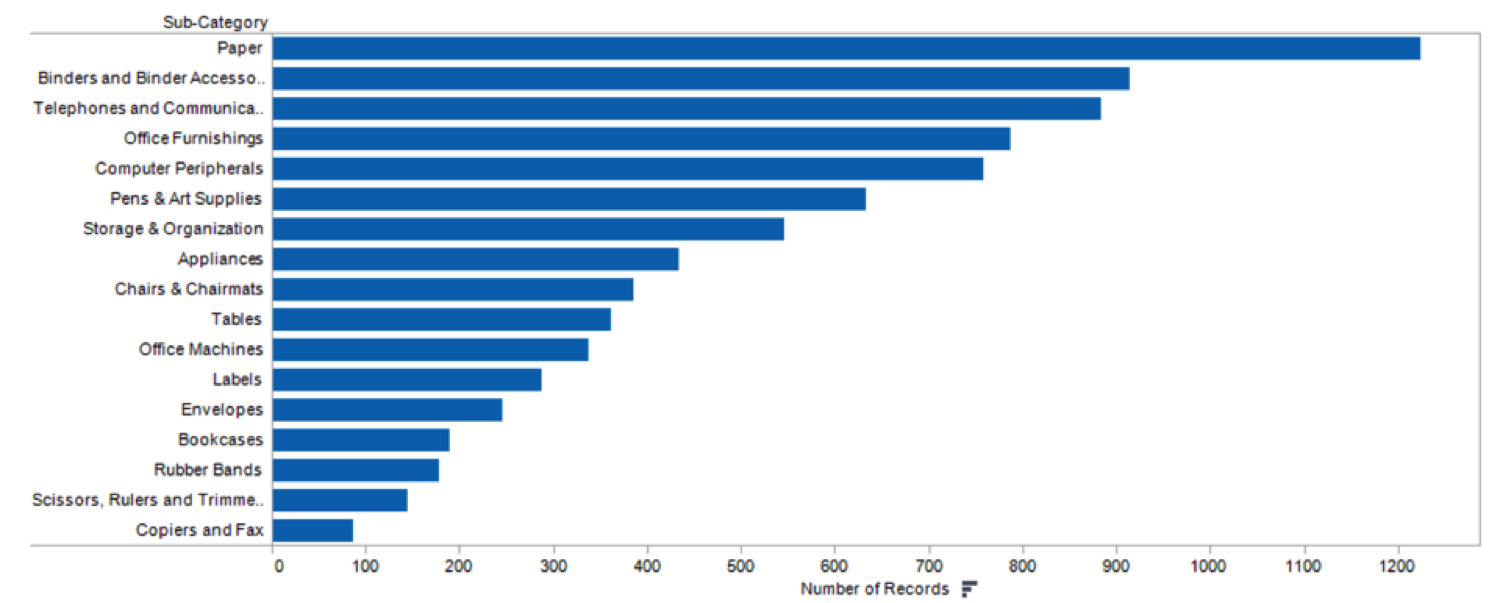 Sub-Category
Paper
Binders and Binder Accesso..
Telephones and Communica..
Office Furnishings
Computer Peripherals
Pens & Art Supplies
Storage & Organization
Appliances
Chairs & Chairmats
Tables
Office Machines
Labels
Envelopes
Bookcases
Rubber Bands
Scissors, Rulers and Trimme..
Copiers and Fax
0 100 200 300 400 500 600 700 800 900 1000 1100 1200
Number of Records